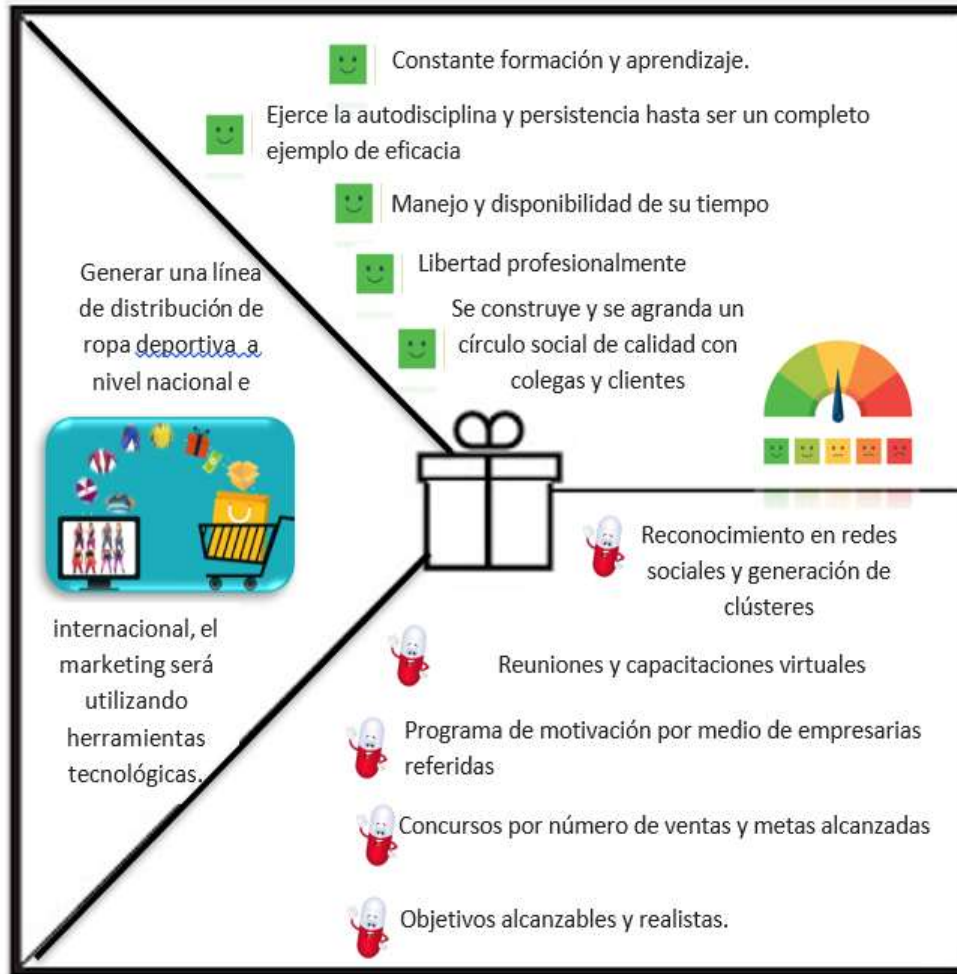 Constante formación y aprendizaje.
Ejerce la autodisciplina y persistencia hasta ser un completo
ejemplo de eficacia
Manejo y disponibilidad de su tiempo
Libertad profesionalmente
Se construye y se agranda un
círculo social de calidad con
colegas y clientes
Generar una línea
de distribución de
ropa deportiva  a
nivel nacional e
internacional, el
marketing será
utilizando
herramientas
tecnológicas.
Reconocimiento en redes
sociales y generación de
clústeres
Reuniones y capacitaciones virtuales
Programa de motivación por medio de empresarias
referidas
Concursos por número de ventas y metas alcanzadas
Objetivos alcanzables y realistas.